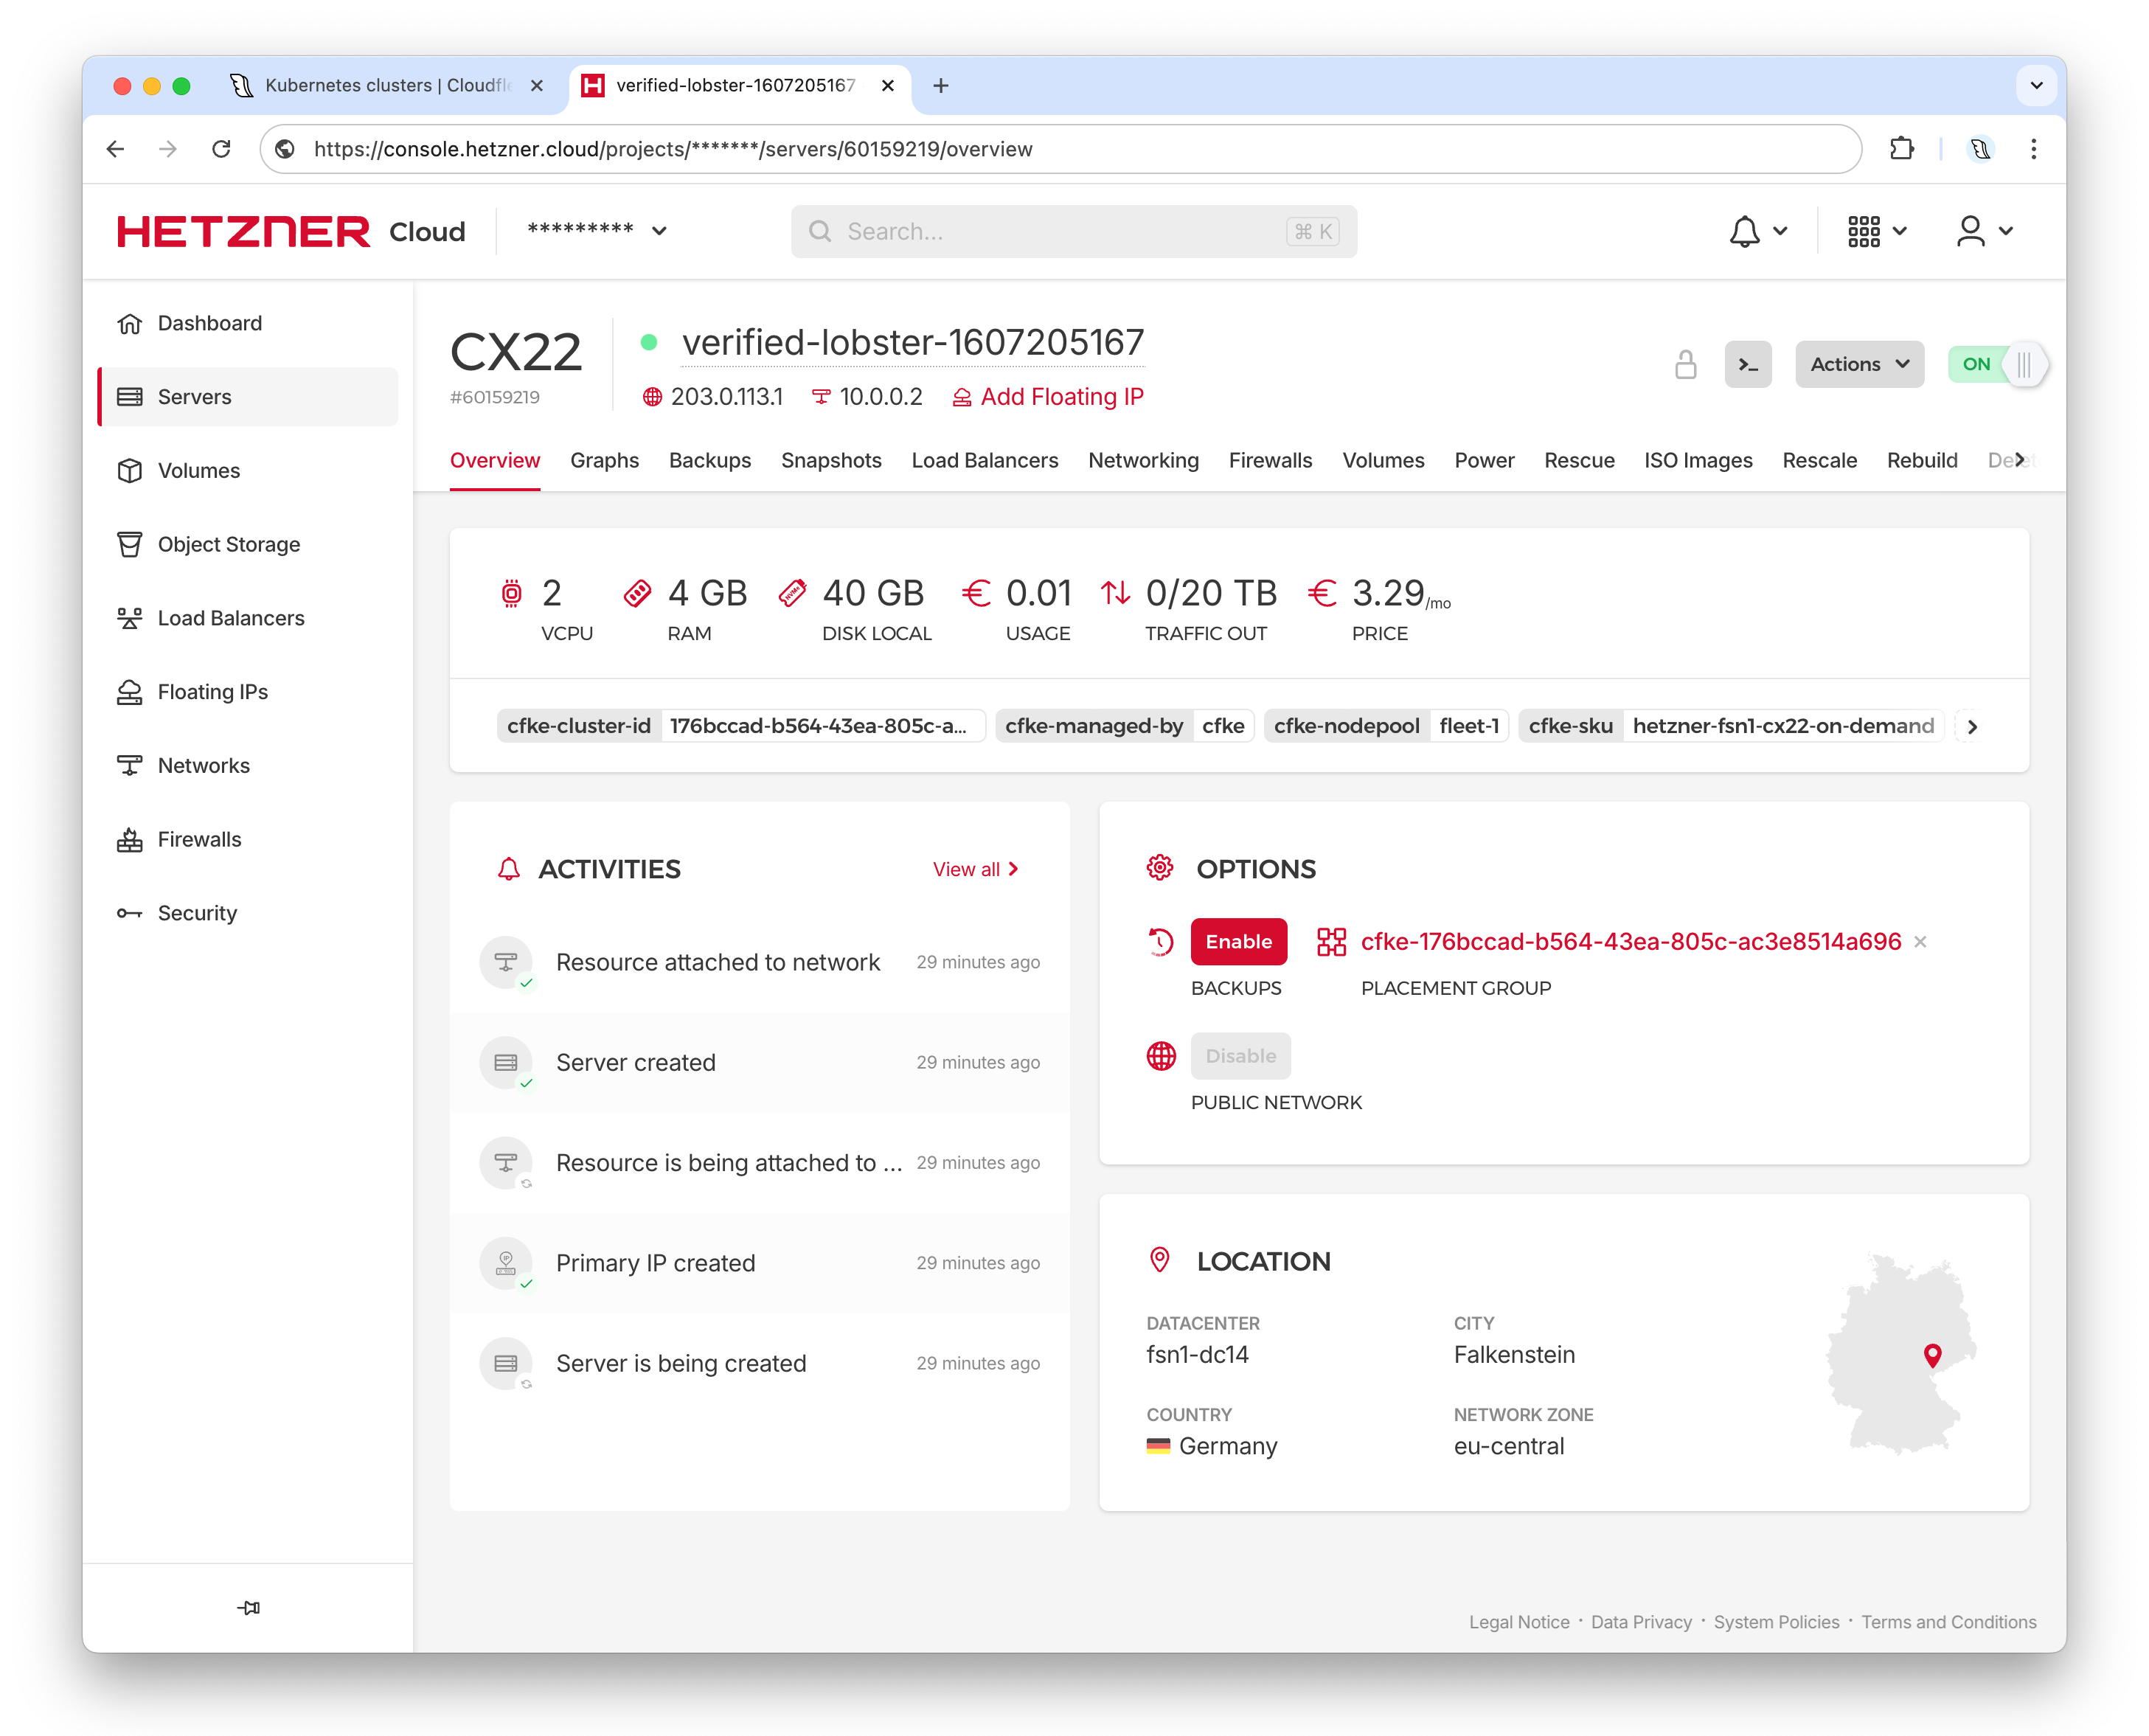 Kubernetes clusters | Cloudfle
verified-lobster-1607205167
https://console.hetzner.cloud/projects/*******/servers/60159219/overview
HETZNER Cloud
*********
Search...
⌘ K
Dashboard
Servers
Volumes
Object Storage
Load Balancers
Floating IPs
Networks
Firewalls
Security
CX22
#60159219
verified-lobster-1607205167
203.0.113.1 10.0.0.2 Add Floating IP
>_
Actions
ON
Overview Graphs Backups Snapshots Load Balancers Networking Firewalls Volumes Power Rescue ISO Images Rescale Rebuild
2 4 GB 40 GB € 0.01 0/20 TB € 3.29/mo
VCPU RAM DISK LOCAL USAGE TRAFFIC OUT PRICE
cfke-cluster-id 176bccad-b564-43ea-805c-a... cfke-managed-by cfke cfke-nodepool fleet-1 cfke-sku hetzner-fsn1-cx22-on-demand
ACTIVITIES
View all
Resource attached to network 29 minutes ago
Server created 29 minutes ago
Resource is being attached to ... 29 minutes ago
Primary IP created 29 minutes ago
Server is being created 29 minutes ago
OPTIONS
Enable
BACKUPS
cfke-176bccad-b564-43ea-805c-ac3e8514a696
PLACEMENT GROUP
Disable
PUBLIC NETWORK
LOCATION
DATACENTER
fsn1-dc14
CITY
Falkenstein
COUNTRY
Germany
NETWORK ZONE
eu-central
Legal Notice · Data Privacy · System Policies · Terms and Conditions